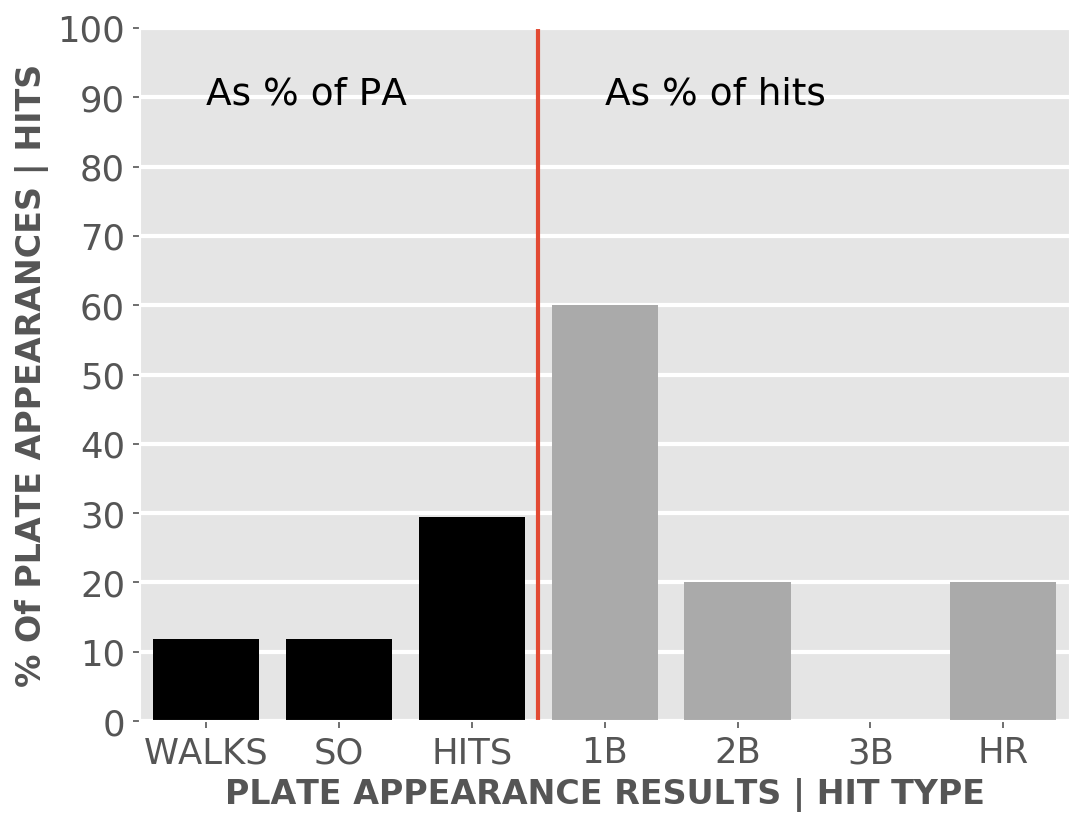 % Of PLATE APPEARANCES | HITS
100
90
80
70
60
50
40
30
20
10
0
As % of PA
As % of hits
WALKS SO HITS 1B 2B 3B HR
PLATE APPEARANCE RESULTS | HIT TYPE